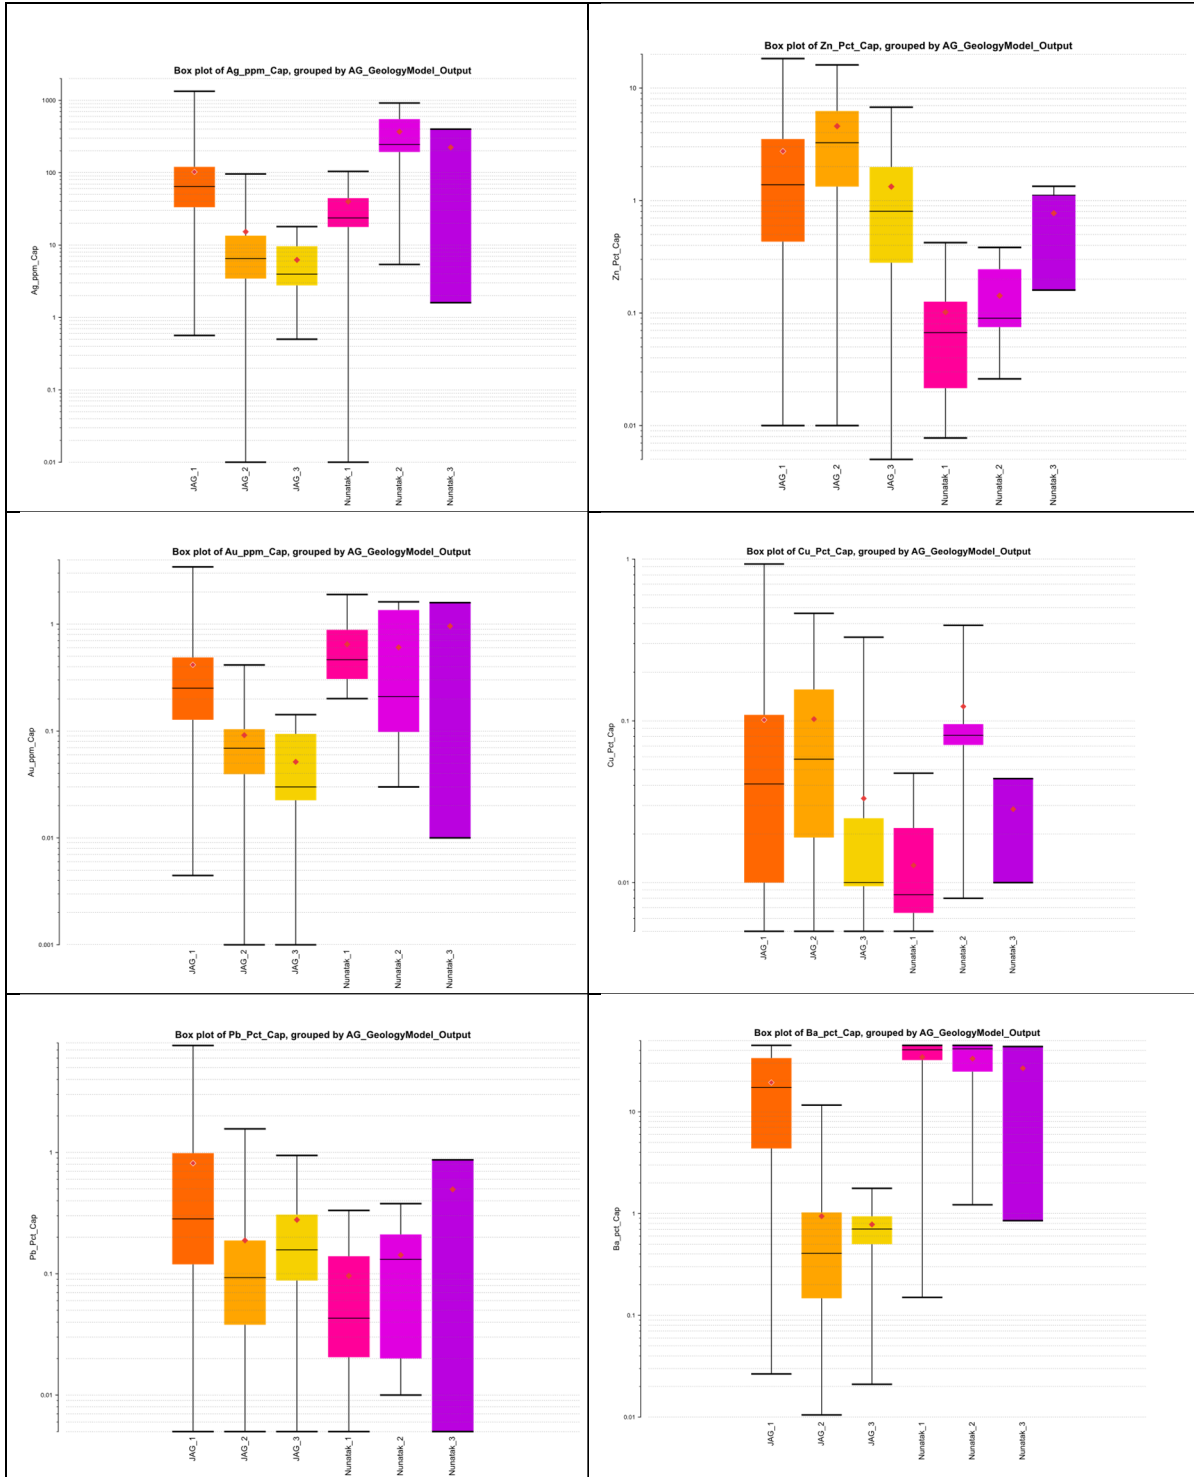 Box plot of Ag_ppm_Cap, grouped by AG_GeologyModel_Output
Ag_ppm_Cap
1000
100
10
1
0.1
0.01
JAG_1
JAG_2
JAG_3
Nunatak_1
Nunatak_2
Nunatak_3
Box plot of Zn_Pct_Cap, grouped by AG_GeologyModel_Output
Zn_Pct_Cap
10
1
0.1
0.01
JAG_1
JAG_2
JAG_3
Nunatak_1
Nunatak_2
Nunatak_3
Box plot of Au_ppm_Cap, grouped by AG_GeologyModel_Output
Au_ppm_Cap
1
0.1
0.01
0.001
JAG_1
JAG_2
JAG_3
Nunatak_1
Nunatak_2
Nunatak_3
Box plot of Cu_Pct_Cap, grouped by AG_GeologyModel_Output
Cu_Pct_Cap
1
0.1
0.01
JAG_1
JAG_2
JAG_3
Nunatak_1
Nunatak_2
Nunatak_3
Box plot of Pb_Pct_Cap, grouped by AG_GeologyModel_Output
Pb_Pct_Cap
1
0.1
0.01
JAG_1
JAG_2
JAG_3
Nunatak_1
Nunatak_2
Nunatak_3
Box plot of Ba_pct_Cap, grouped by AG_GeologyModel_Output
Ba_pct_Cap
10
1
0.1
0.01
JAG_1
JAG_2
JAG_3
Nunatak_1
Nunatak_2
Nunatak_3